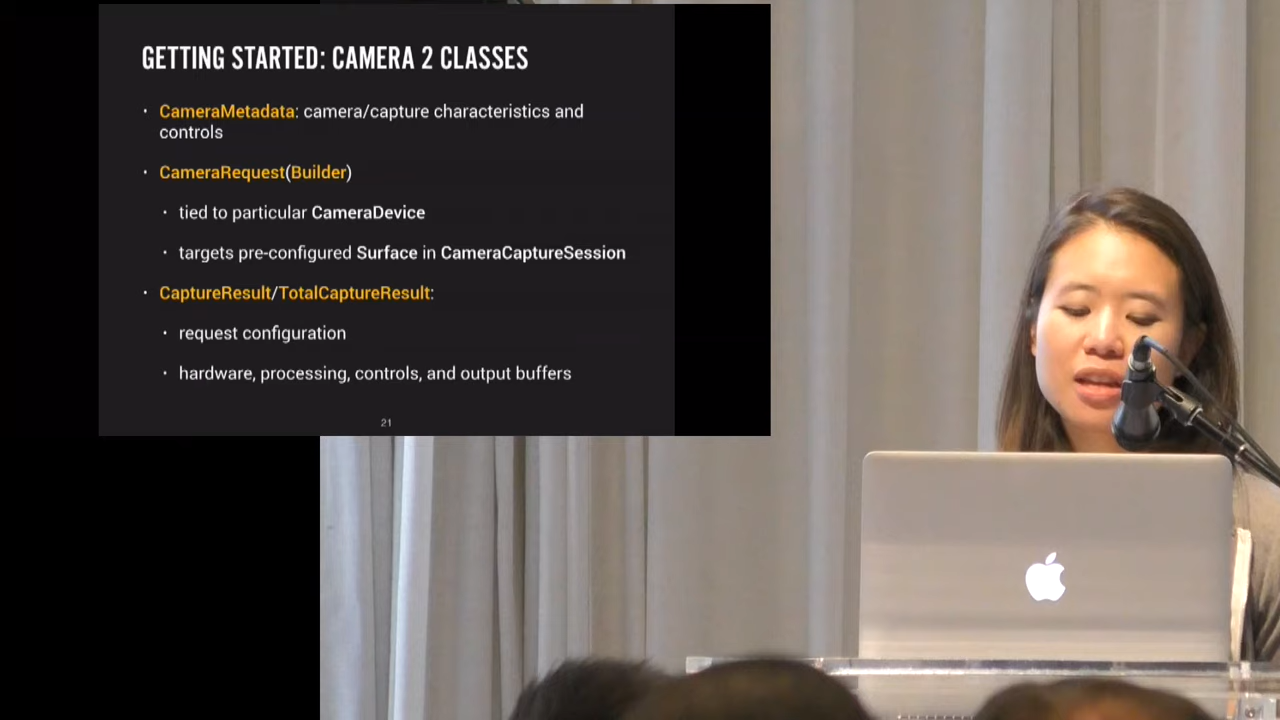 GETTING STARTED: CAMERA 2 CLASSES
· CameraMetadata: camera/capture characteristics and
controls
· CameraRequest(Builder)
· tied to particular CameraDevice
· targets pre-configured Surface in CameraCaptureSession
· CaptureResult/TotalCaptureResult:
· request configuration
· hardware, processing, controls, and output buffers
21